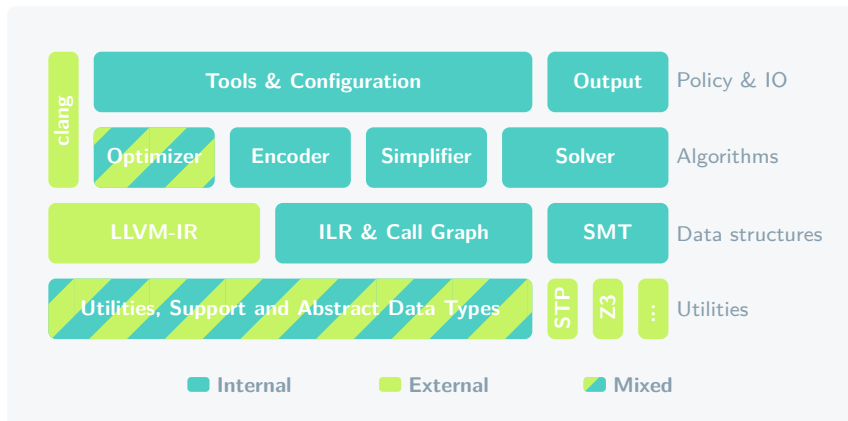 clang
Tools & Configuration
Output
Policy & IO
Optimizer
Encoder
Simplifier
Solver
Algorithms
LLVM-IR
ILR & Call Graph
SMT
Data structures
Utilities, Support and Abstract Data Types
STP
Z3
...
Utilities
Internal
External
Mixed